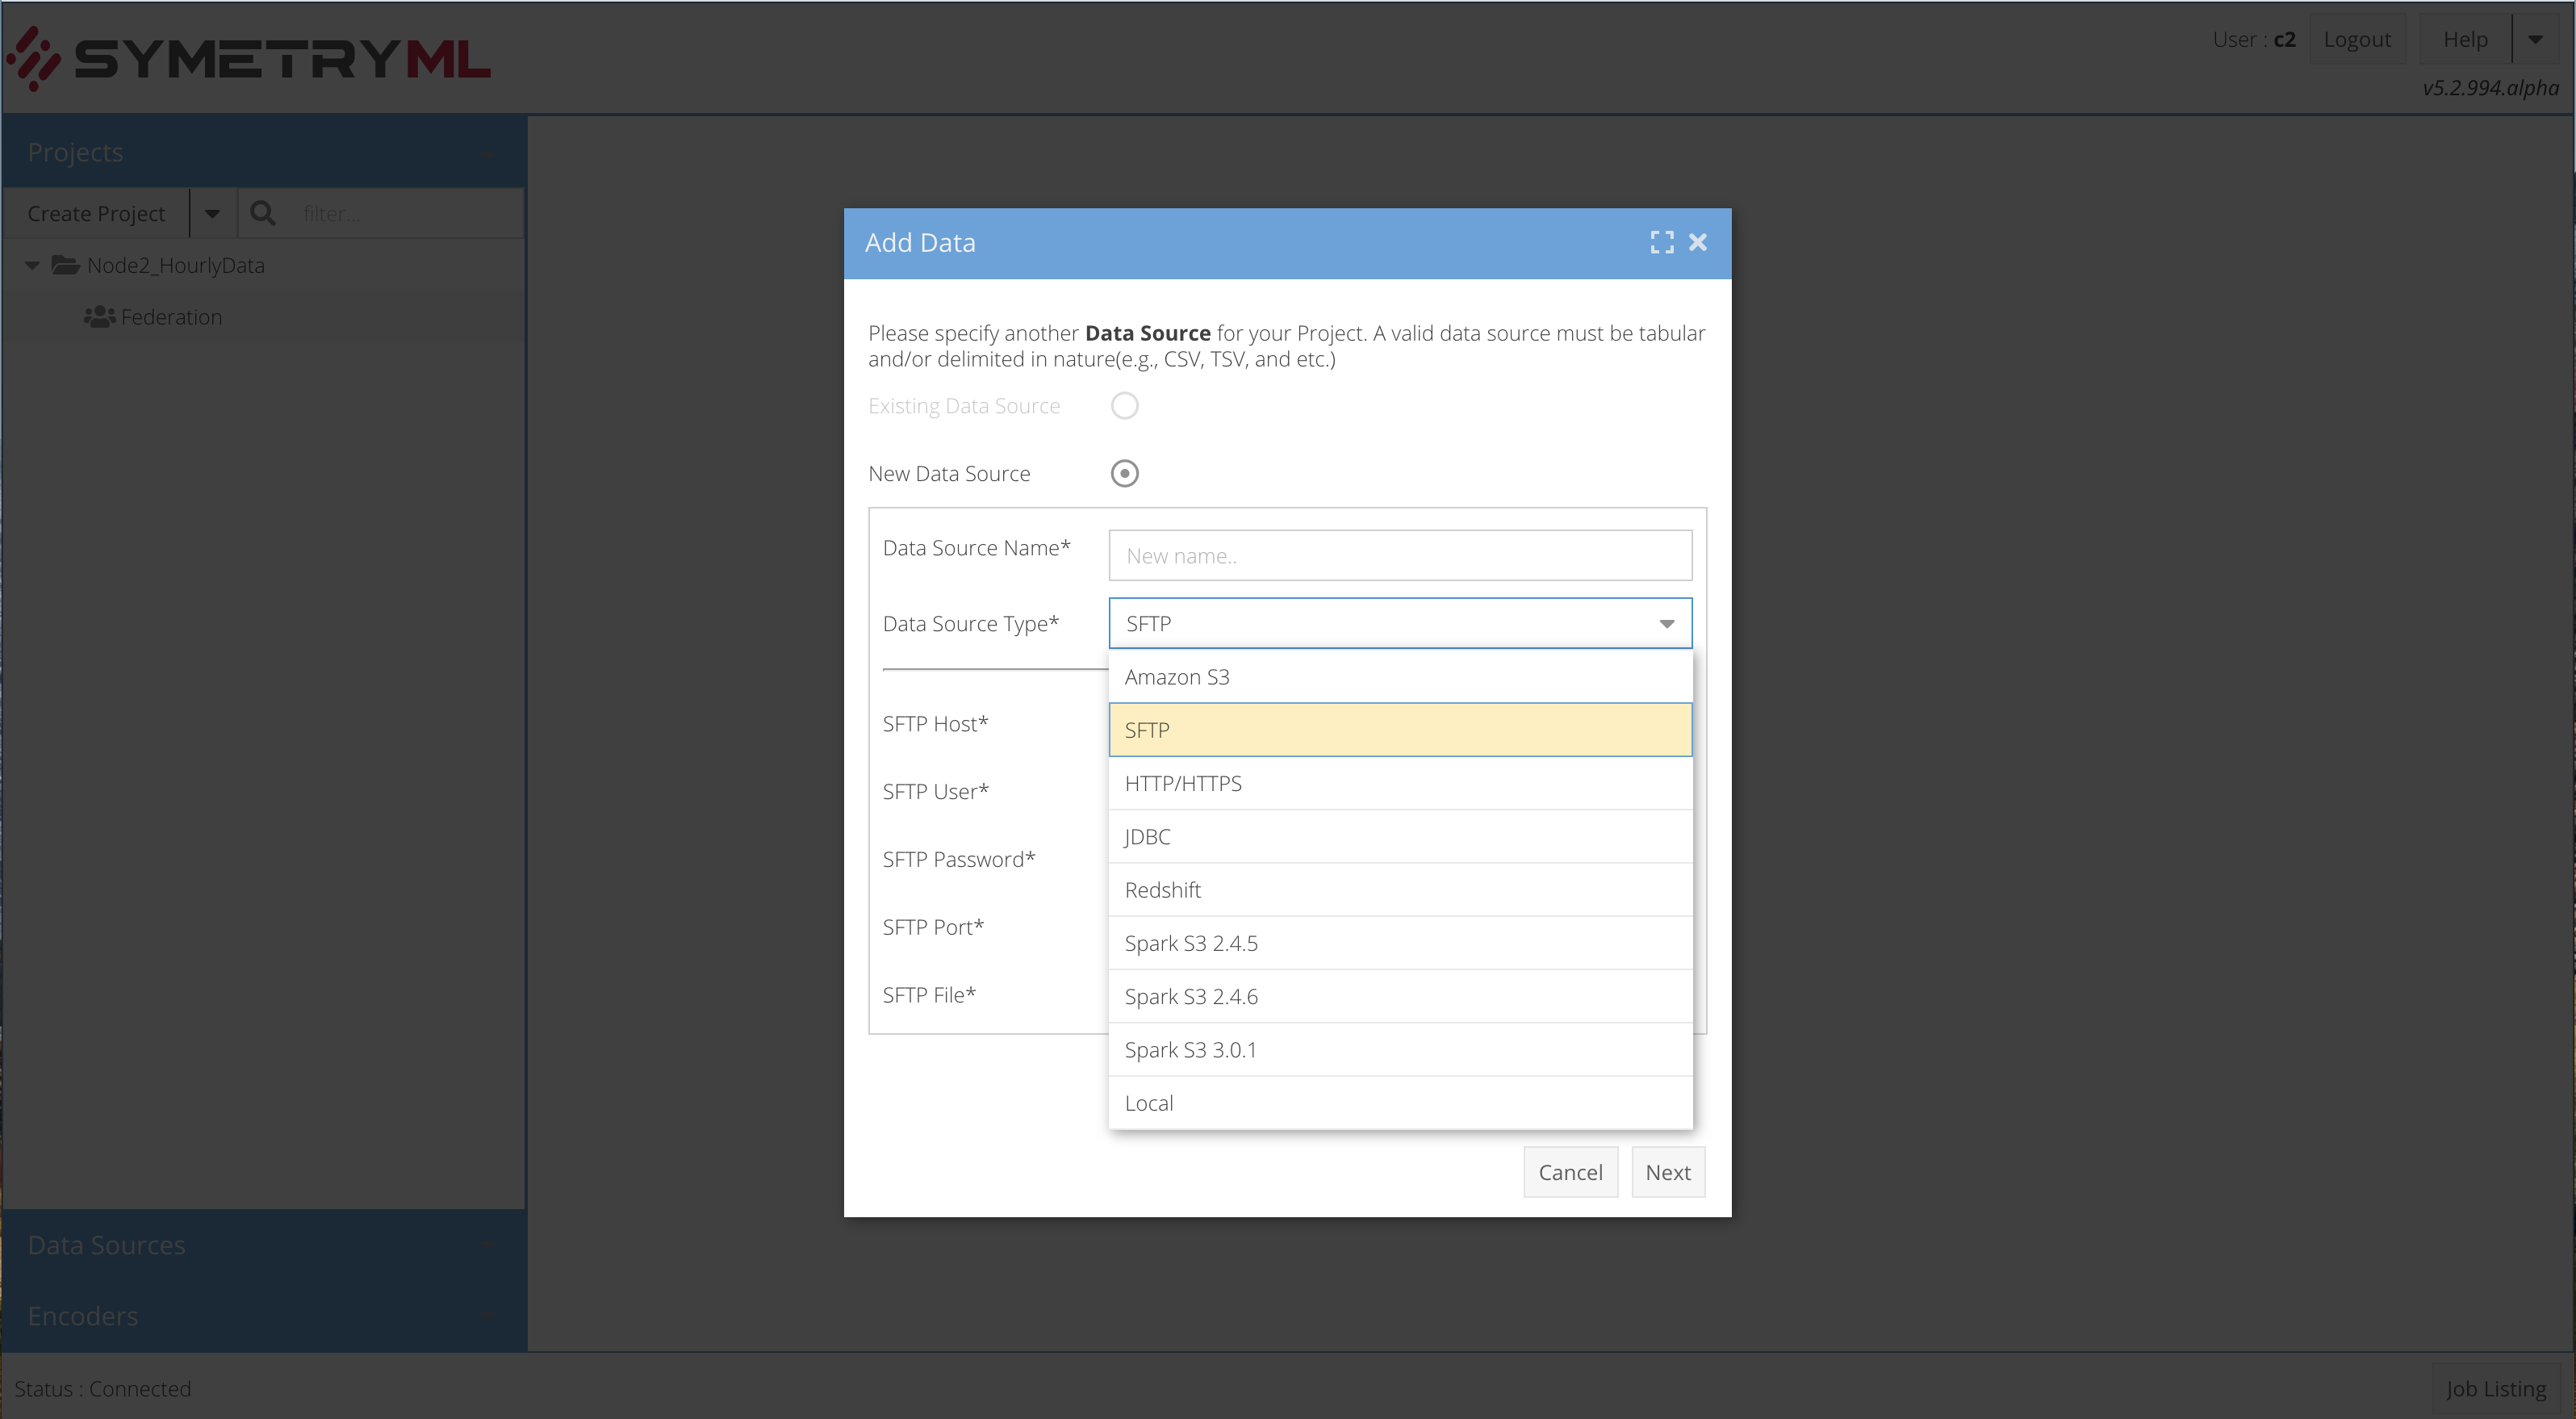 SYMETRYML
User : c2
Logout
Help
v5.2.994.alpha
Projects
Create Project
filter...
Node2_HourlyData
Federation
Add Data
Please specify another Data Source for your Project. A valid data source must be tabular
and/or delimited in nature(e.g., CSV, TSV, and etc.)
Existing Data Source
New Data Source
Data Source Name*
New name..
Data Source Type*
SFTP
Amazon S3
SFTP Host*
SFTP
HTTP/HTTPS
SFTP User*
JDBC
SFTP Password*
Redshift
SFTP Port*
Spark S3 2.4.5
SFTP File*
Spark S3 2.4.6
Spark S3 3.0.1
Local
Cancel
Next
Data Sources
Encoders
Status : Connected
Job Listing